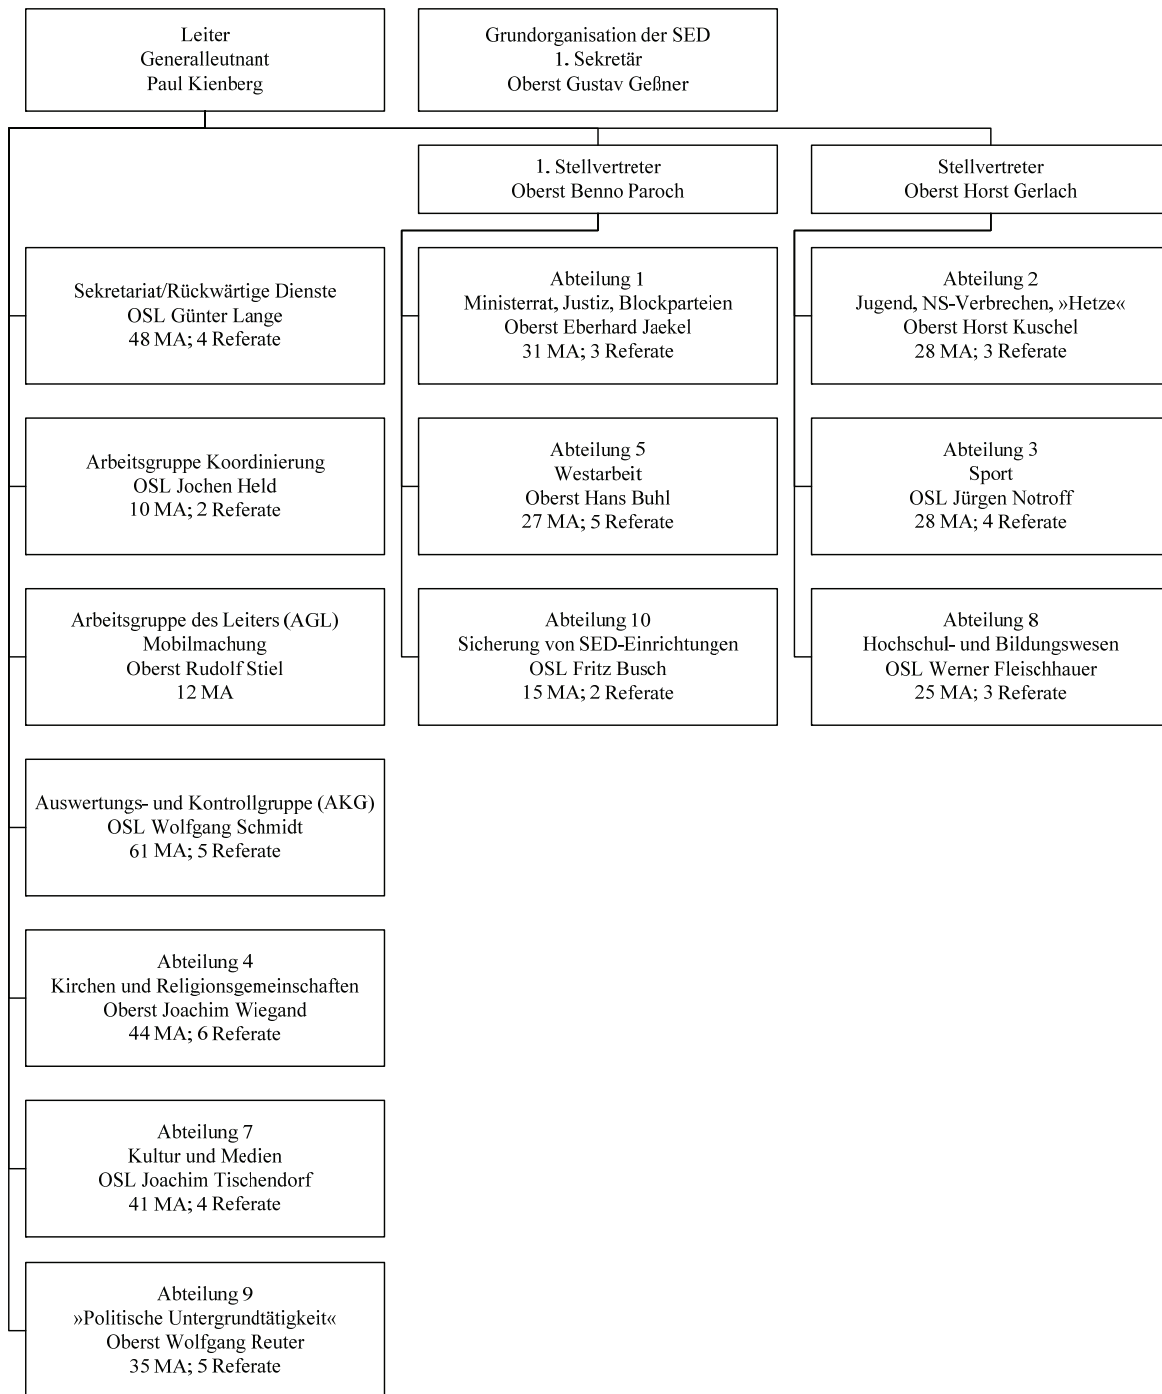 Leiter
Generalleutnant
Paul Kienberg
Grundorganisation der SED
1. Sekretär
Oberst Gustav Geßner
1. Stellvertreter
Oberst Benno Paroch
Stellvertreter
Oberst Horst Gerlach
Sekretariat/Rückwärtige Dienste
OSL Günter Lange
48 MA; 4 Referate
Abteilung 1
Ministerrat, Justiz, Blockparteien
Oberst Eberhard Jaekel
31 MA; 3 Referate
Abteilung 2
Jugend, NS-Verbrechen, »Hetze«
Oberst Horst Kuschel
28 MA; 3 Referate
Arbeitsgruppe Koordinierung
OSL Jochen Held
10 MA; 2 Referate
Abteilung 5
Westarbeit
Oberst Hans Buhl
27 MA; 5 Referate
Abteilung 3
Sport
OSL Jürgen Notroff
28 MA; 4 Referate
Arbeitsgruppe des Leiters (AGL)
Mobilmachung
Oberst Rudolf Stiel
12 MA
Abteilung 10
Sicherung von SED-Einrichtungen
OSL Fritz Busch
15 MA; 2 Referate
Abteilung 8
Hochschul- und Bildungswesen
OSL Werner Fleischhauer
25 MA; 3 Referate
Auswertungs- und Kontrollgruppe (AKG)
OSL Wolfgang Schmidt
61 MA; 5 Referate
Abteilung 4
Kirchen und Religionsgemeinschaften
Oberst Joachim Wiegand
44 MA; 6 Referate
Abteilung 7
Kultur und Medien
OSL Joachim Tischendorf
41 MA; 4 Referate
Abteilung 9
»Politische Untergrundtätigkeit«
Oberst Wolfgang Reuter
35 MA; 5 Referate